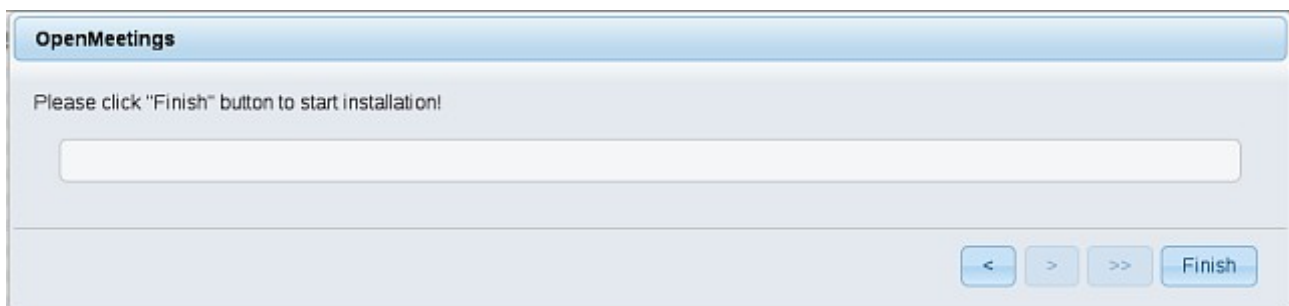 OpenMeetings
Please click "Finish" button to start installation!
< > >> Finish